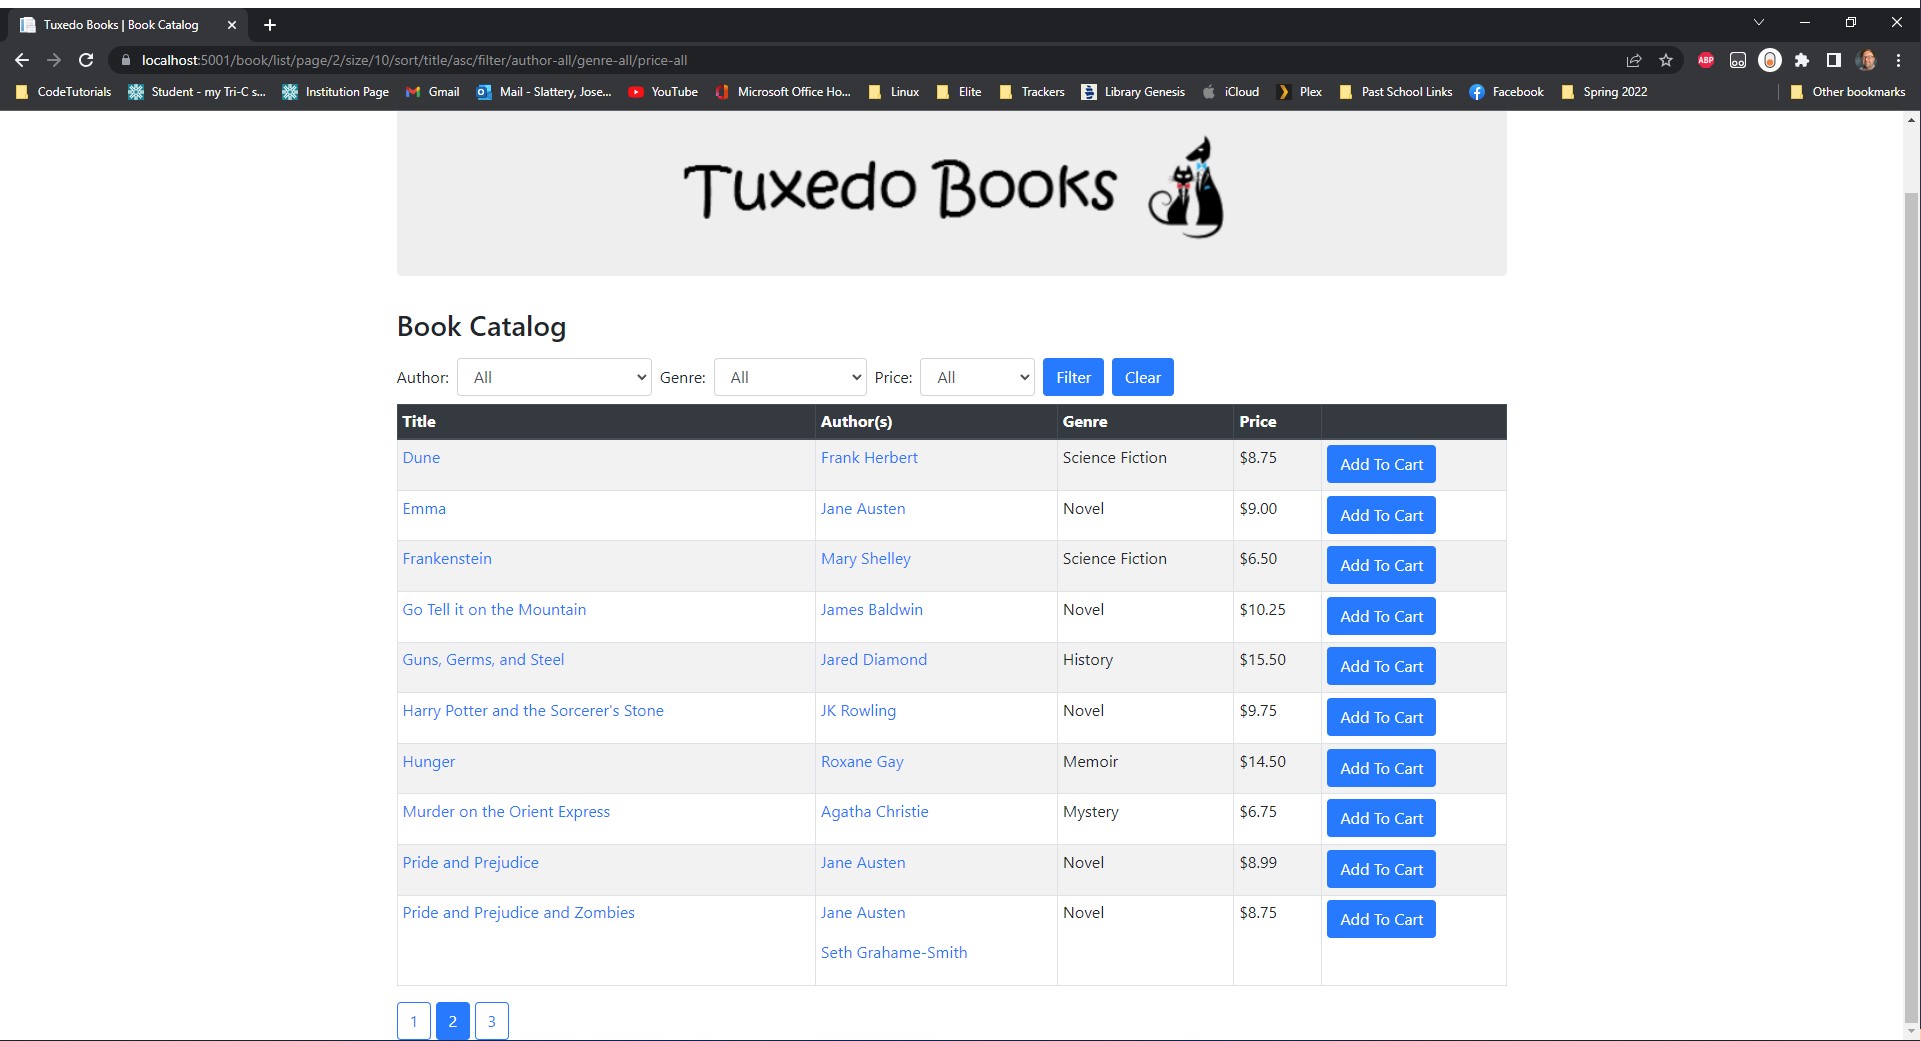 Tuxedo Books | Book Catalog
localhost:5001/book/list/page/2/size/10/sort/title/asc/filter/author-all/genre-all/price-all
ABP
CodeTutorials Student - my Tri-C s... Institution Page Gmail Mail - Slattery, Jose... YouTube Microsoft Office Ho... Linux Elite Trackers Library Genesis iCloud Plex Past School Links Facebook Spring 2022 Other bookmarks
Tuxedo Books
Book Catalog
Author: All Genre: All Price: All Filter Clear
Title Author(s) Genre Price
Dune Frank Herbert Science Fiction $8.75 Add To Cart
Emma Jane Austen Novel $9.00 Add To Cart
Frankenstein Mary Shelley Science Fiction $6.50 Add To Cart
Go Tell it on the Mountain James Baldwin Novel $10.25 Add To Cart
Guns, Germs, and Steel Jared Diamond History $15.50 Add To Cart
Harry Potter and the Sorcerer's Stone JK Rowling Novel $9.75 Add To Cart
Hunger Roxane Gay Memoir $14.50 Add To Cart
Murder on the Orient Express Agatha Christie Mystery $6.75 Add To Cart
Pride and Prejudice Jane Austen Novel $8.99 Add To Cart
Pride and Prejudice and Zombies Jane Austen Novel $8.75 Add To Cart
Seth Grahame-Smith
1 2 3